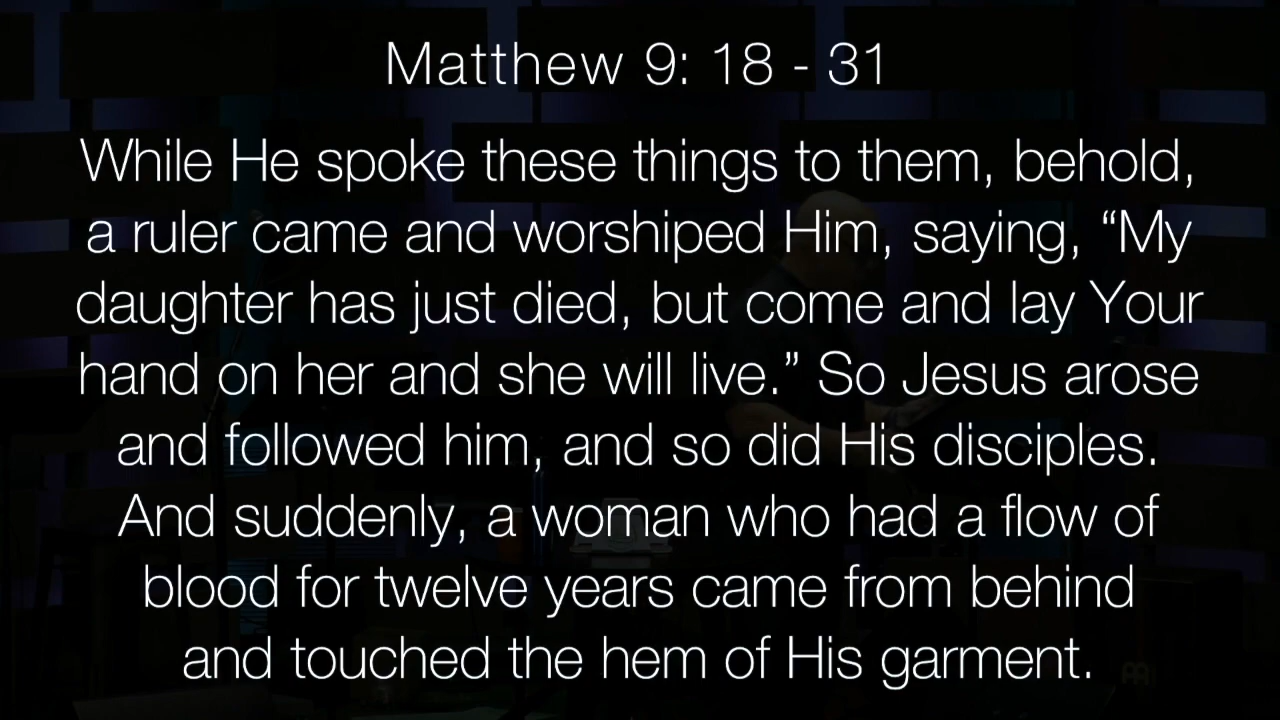 Matthew 9: 18 - 31
While He spoke these things to them, behold,
a ruler came and worshiped Him, saying, “My
daughter has just died, but come and lay Your
hand on her and she will live.” So Jesus arose
and followed him, and so did His disciples.
And suddenly, a woman who had a flow of
blood for twelve years came from behind
and touched the hem of His garment.